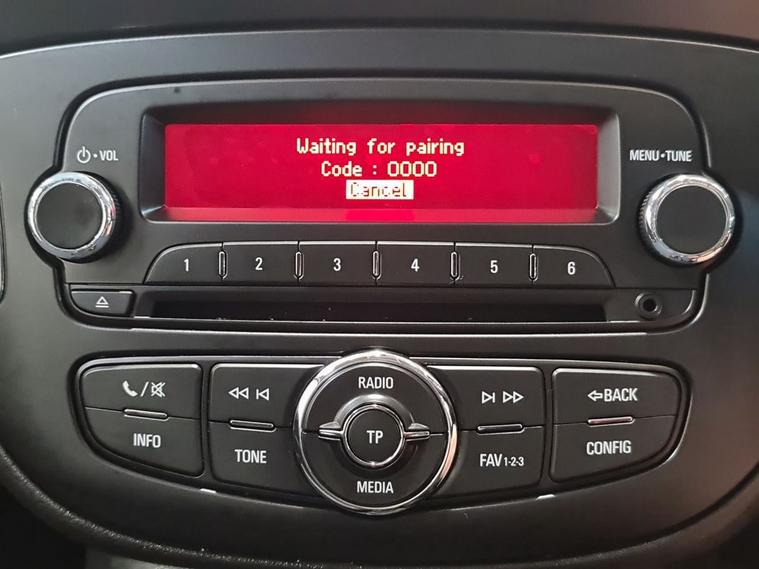 Waiting for pairing
Code : 0000
Cancel
VOL
MENU•TUNE
1 2 3 4 5 6
RADIO
BACK
INFO
TONE
TP
FAV 1-2-3
CONFIG
MEDIA